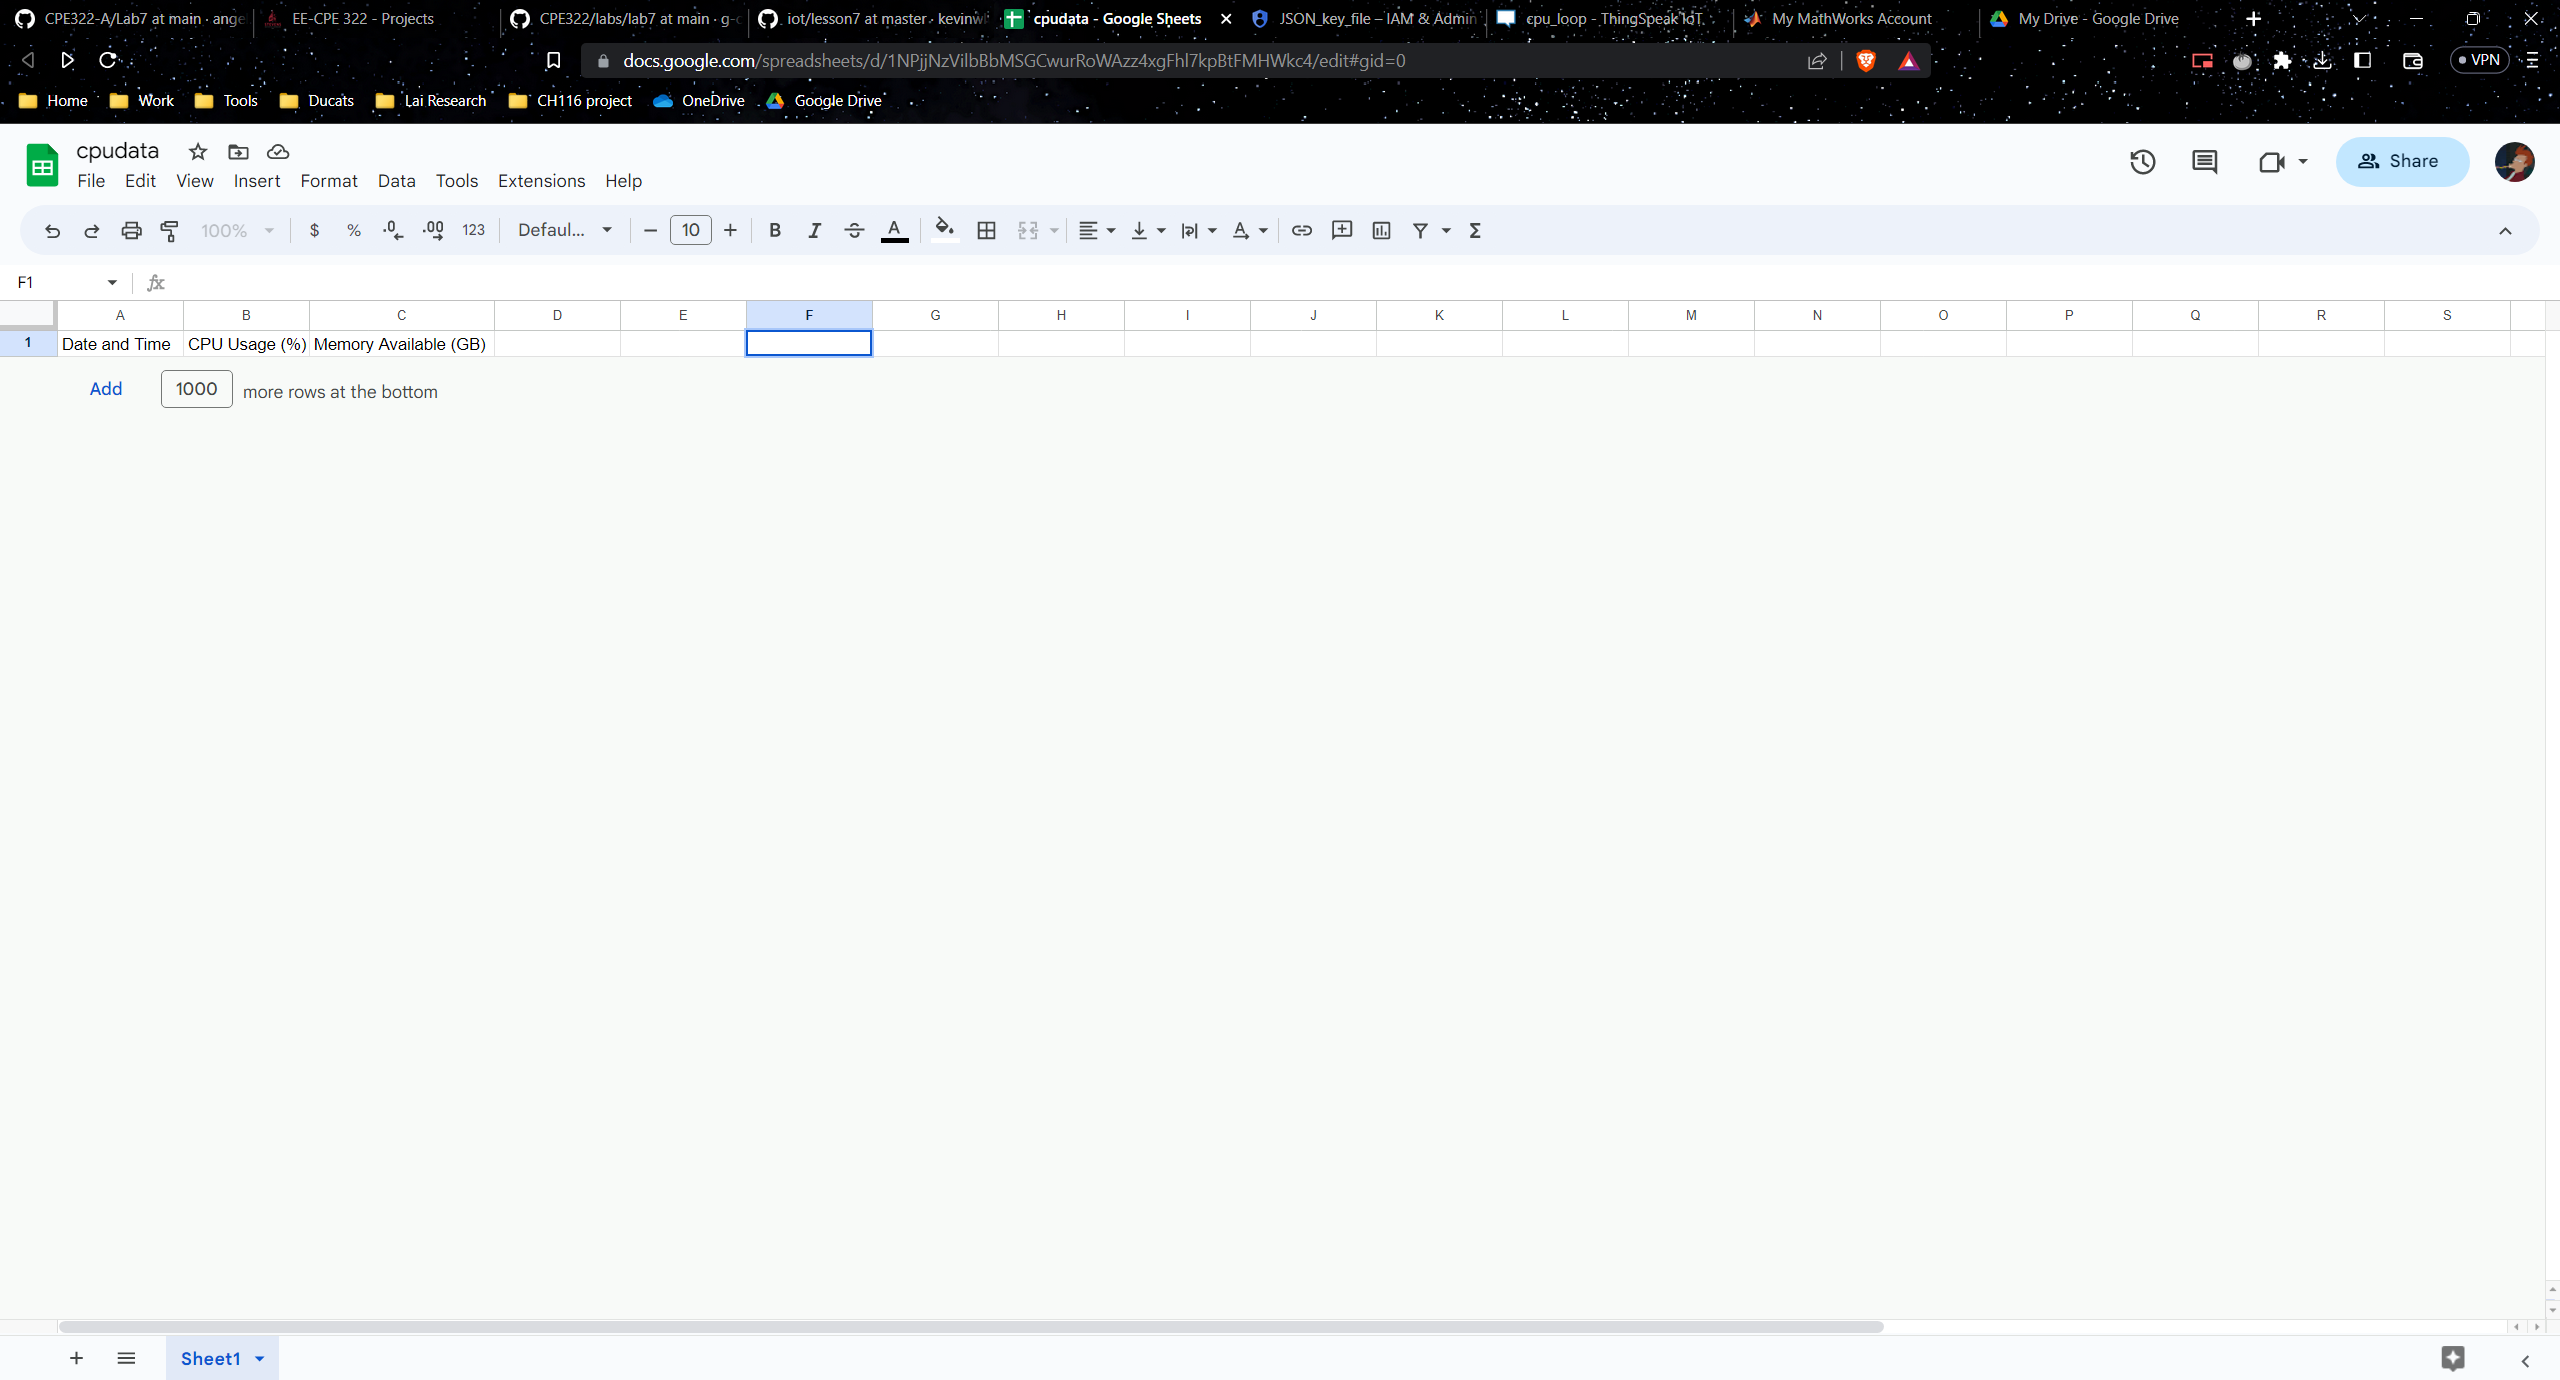 CPE322-A/Lab7 at main · ange
EE-CPE 322 - Projects
CPE322/labs/lab7 at main · g-c
iot/lesson7 at master · kevinw
cpudata - Google Sheets
JSON_key_file – IAM & Admin
cpu_loop - ThingSpeak IoT
My MathWorks Account
My Drive - Google Drive
docs.google.com/spreadsheets/d/1NPjjNzVilbBbMSGCwurRoWAzz4xgFhl7kpBtFMHWkc4/edit#gid=0
VPN
Home Work Tools Ducats Lai Research CH116 project OneDrive Google Drive
cpudata
File Edit View Insert Format Data Tools Extensions Help
Share
100% $ % .0 .00 123 Defaul... − 10 + B I S A Σ
F1 fx
A B C D E F G H I J K L M N O P Q R S
1 Date and Time CPU Usage (%) Memory Available (GB)
Add 1000 more rows at the bottom
Sheet1